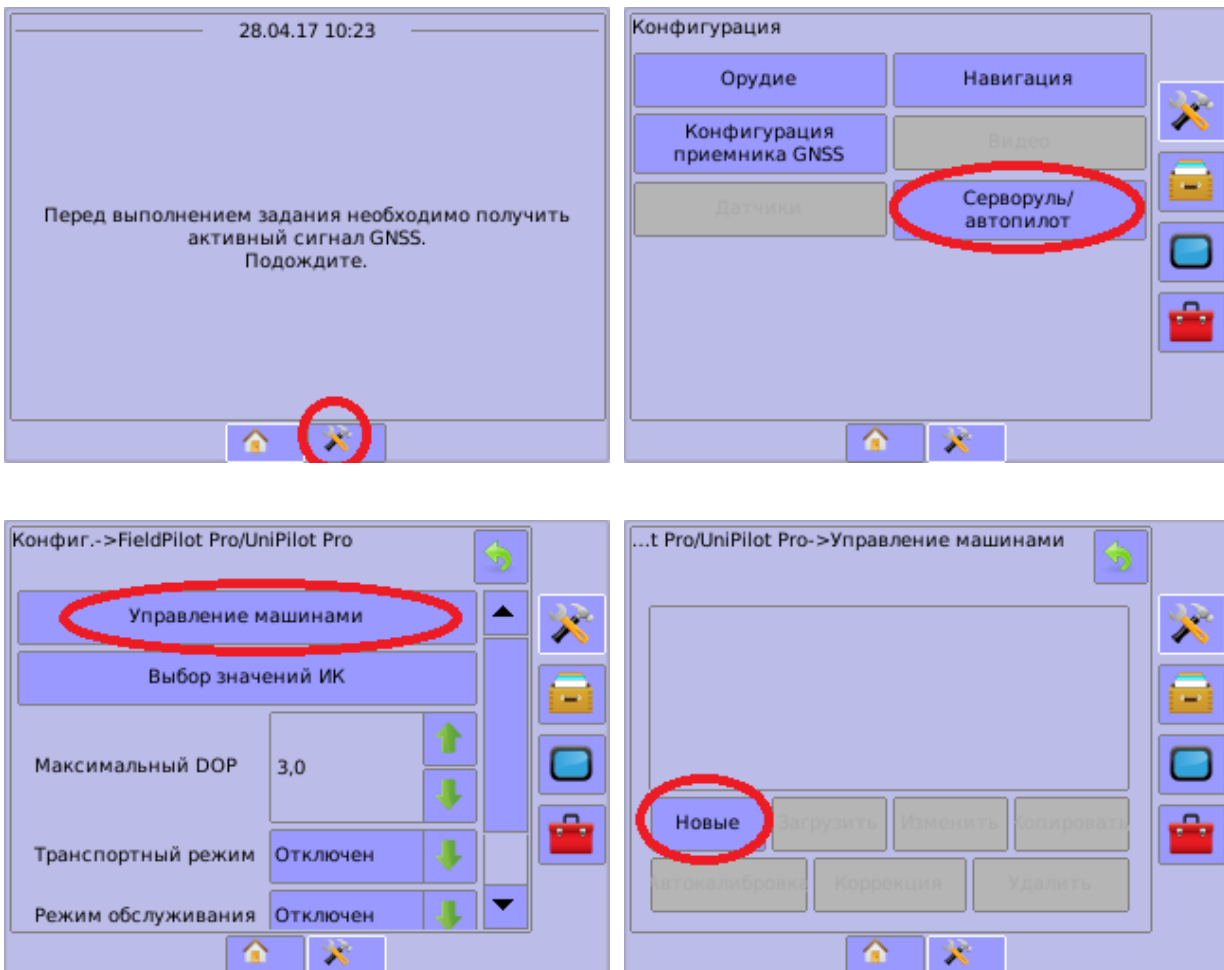 28.04.17 10:23
Перед выполнением задания необходимо получить
активный сигнал GNSS.
Подождите.
Конфигурация
Орудие
Навигация
Конфигурация
приемника GNSS
Видео
Датчики
Серворуль/
автопилот
Конфиг.->FieldPilot Pro/UniPilot Pro
Управление машинами
Выбор значений ИК
Максимальный DOP
3,0
Транспортный режим
Отключен
Режим обслуживания
Отключен
...t Pro/UniPilot Pro->Управление машинами
Новые
Загрузить
Изменить
Копировать
Автокалибровка
Коррекция
Удалить